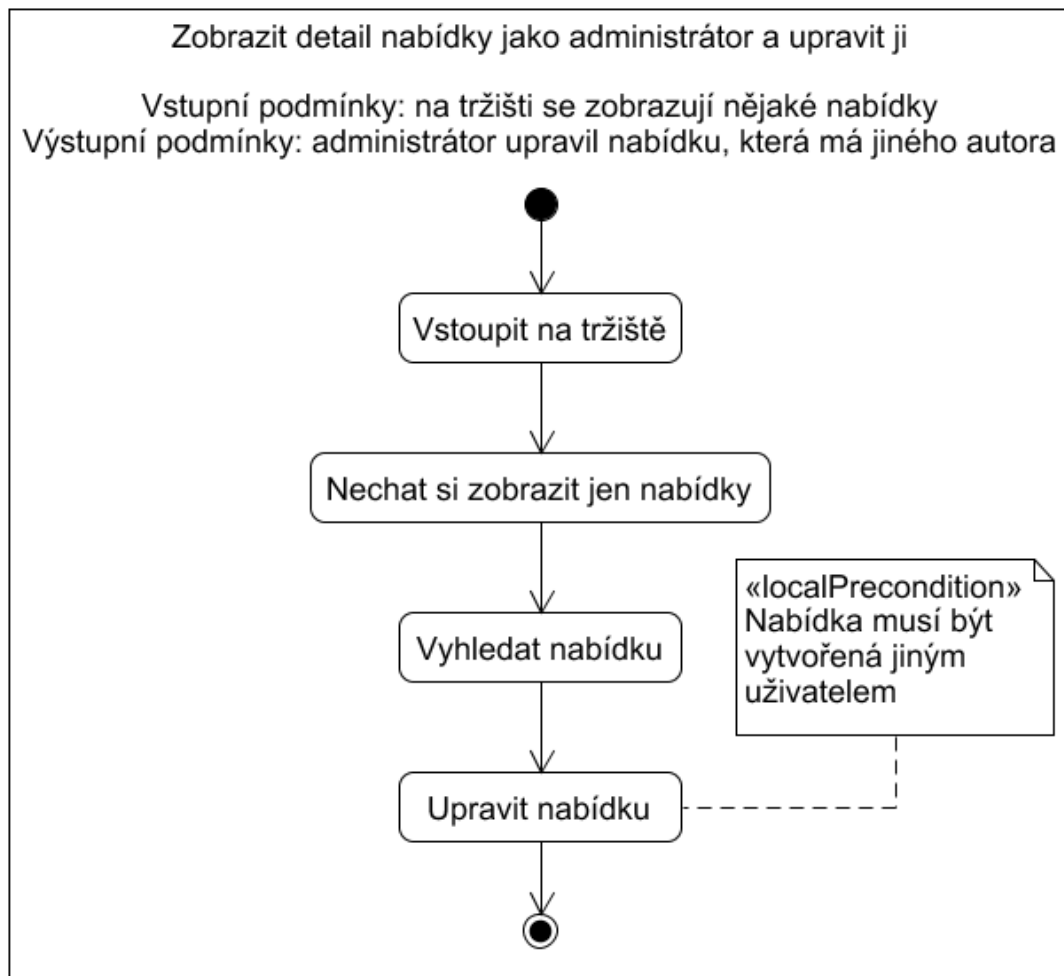 Zobrazit detail nabídky jako administrátor a upravit ji
Vstupní podmínky: na tržišti se zobrazují nějaké nabídky
Výstupní podmínky: administrátor upravil nabídku, která má jiného autora
Vstoupit na tržiště
Nechat si zobrazit jen nabídky
Vyhledat nabídku
«localPrecondition»
Nabídka musí být
vytvořená jiným
uživatelem
Upravit nabídku